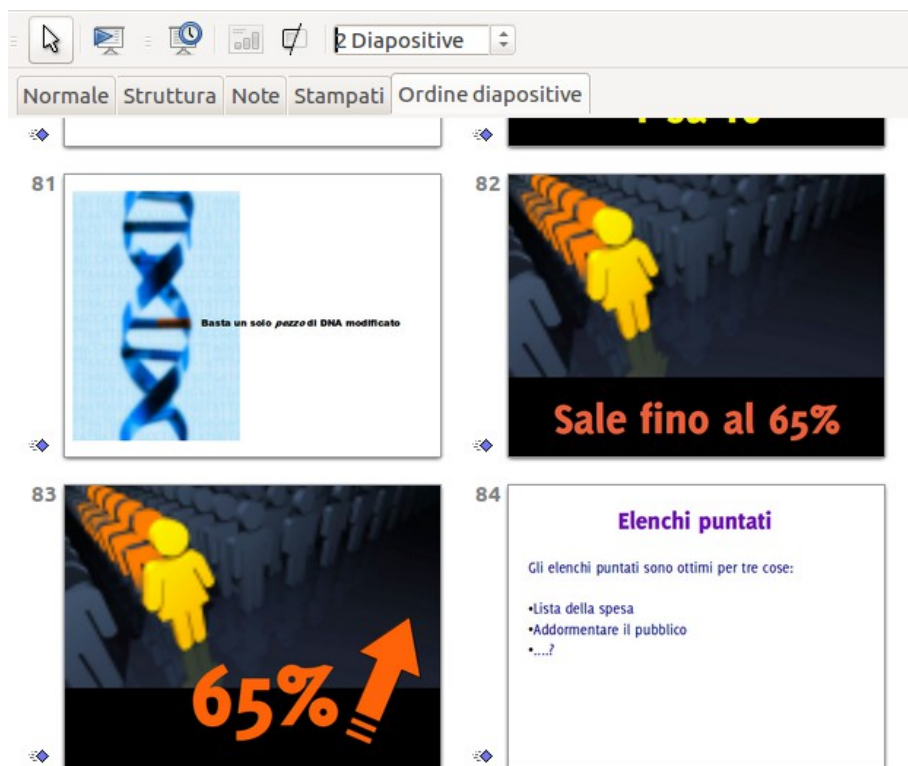 2 Diapositive
Normale Struttura Note Stampati Ordine diapositive
81
Basta un solo pezzo di DNA modificato
82
Sale fino al 65%
83
65%
84
Elenchi puntati
Gli elenchi puntati sono ottimi per tre cose:
•Lista della spesa
•Addormentare il pubblico
•....?